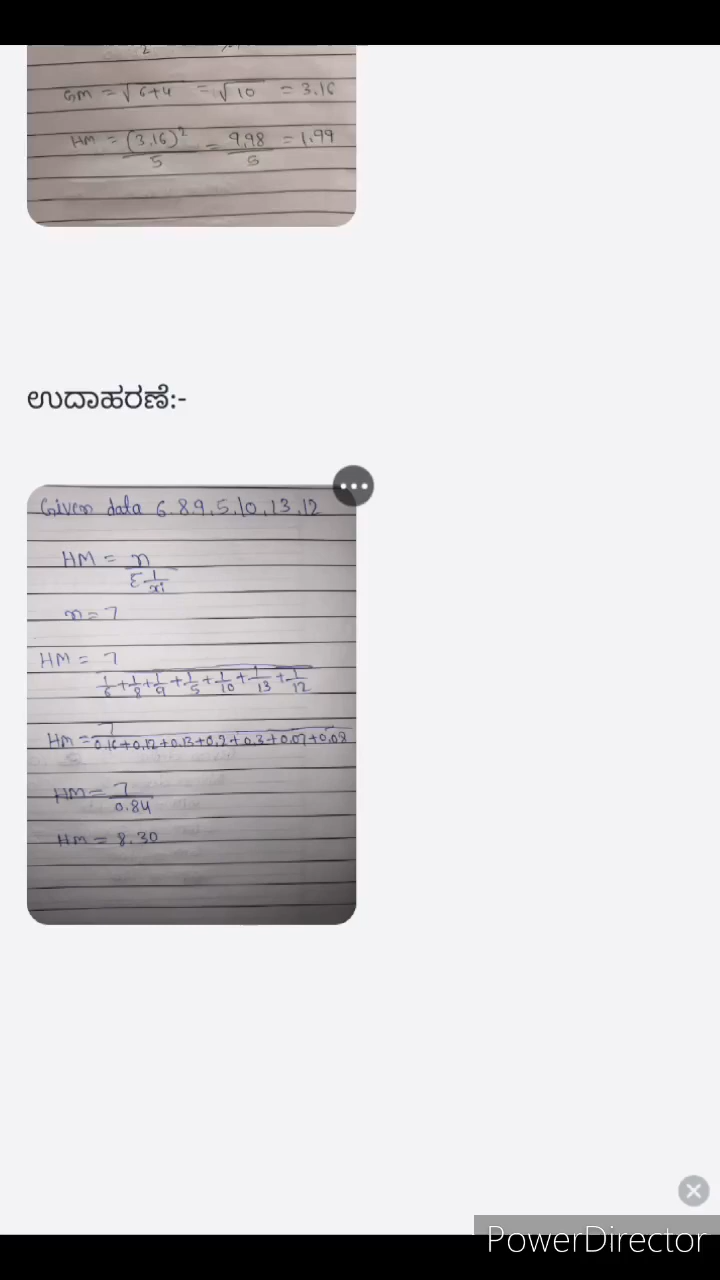 GM = √6+4 = √10 = 3.16
HM = (3.16)² / 5 = 9.98 / 5 = 1.99
ಉದಾಹರಣೆ:-
Given data 6.8.9.5.10.13.12
HM = n / Σ 1/xi
n = 7
HM = 7 / 1/6 + 1/8 + 1/9 + 1/5 + 1/10 + 1/13 + 1/12
HM = 7 / 0.16+0.12+0.13+0.2+0.3+0.07+0.08
HM = 7 / 0.84
HM = 8.30
PowerDirector